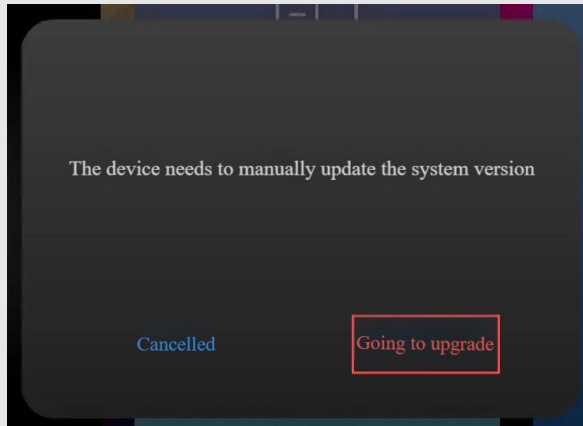 The device needs to manually update the system version
Cancelled
Going to upgrade